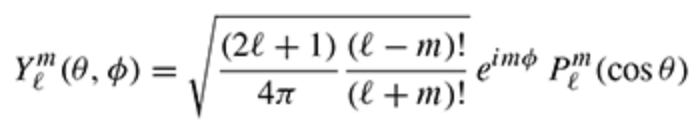 Y_ℓ^m(θ, ϕ) = √((2ℓ + 1)/4π (ℓ − m)!/(ℓ + m)!) e^{imϕ} P_ℓ^m(cos θ)